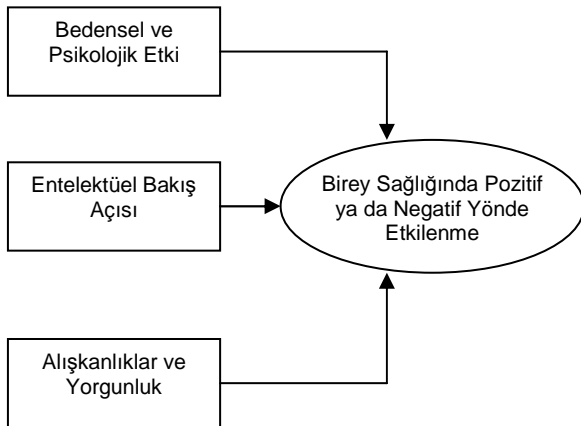 Bedensel ve
Psikolojik Etki
Entelektüel Bakış
Açısı
Birey Sağlığında Pozitif
ya da Negatif Yönde
Etkilenme
Alışkanlıklar ve
Yorgunluk